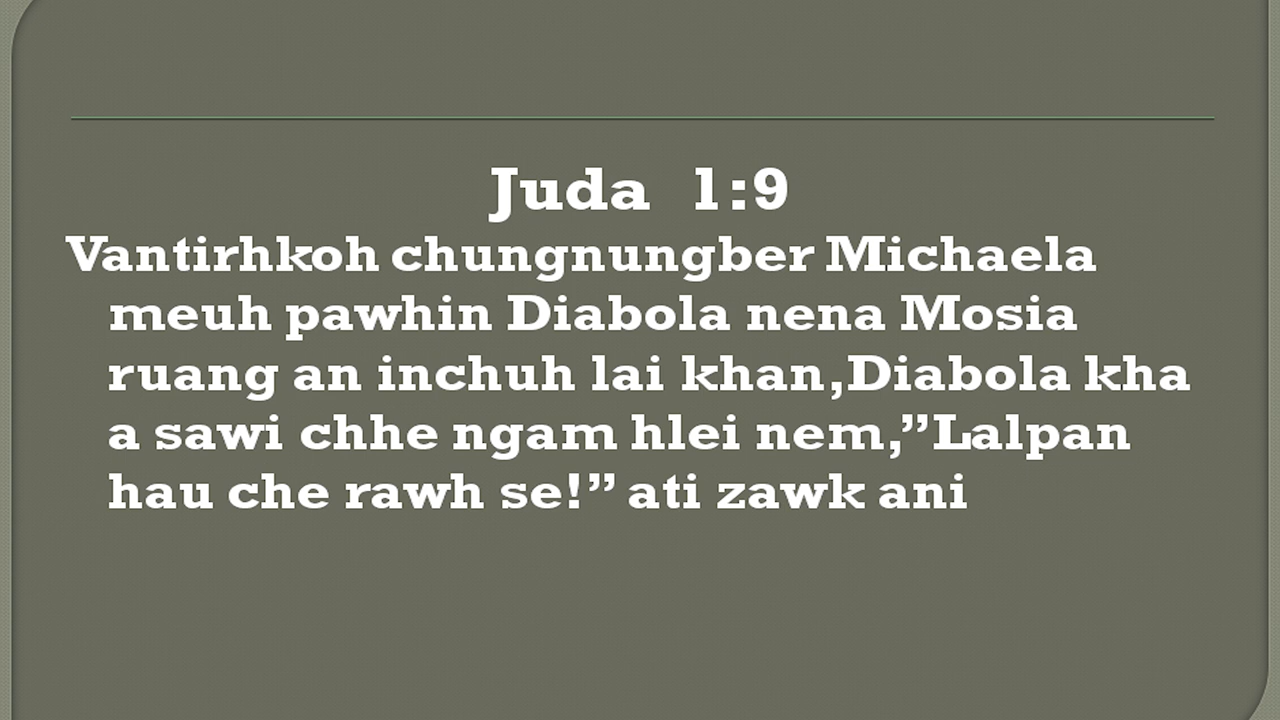 Juda 1:9
Vantirhkoh chungnungber Michaela
meuh pawhin Diabola nena Mosia
ruang an inchuh lai khan,Diabola kha
a sawi chhe ngam hlei nem,”Lalpan
hau che rawh se!” ati zawk ani